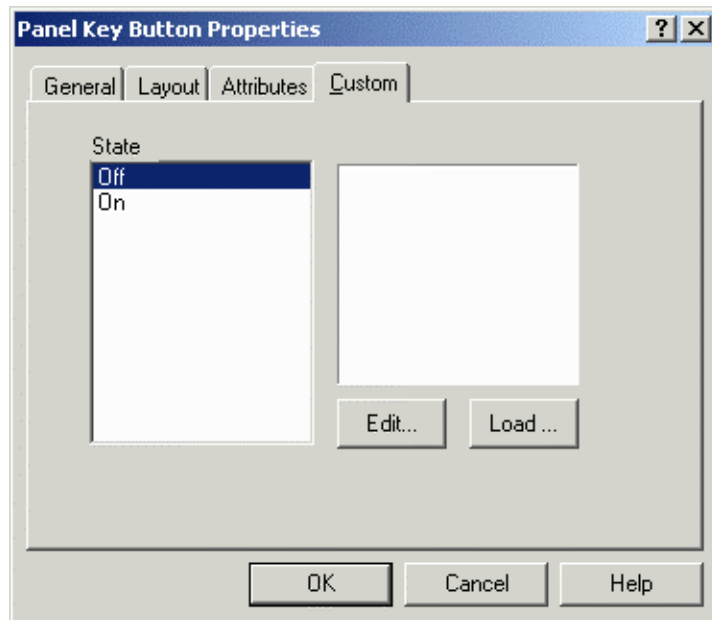 Panel Key Button Properties
General Layout Attributes Custom
State
Off
On
Edit... Load ...
OK Cancel Help